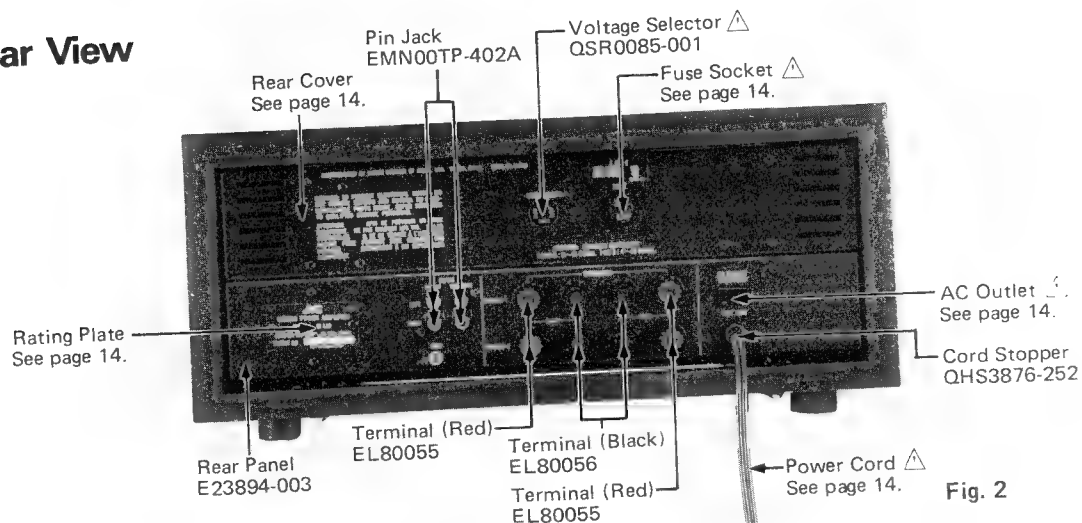 ar View
Pin Jack
EMN00TP-402A
Voltage Selector ⚠
QSR0085-001
Rear Cover
See page 14.
Fuse Socket ⚠
See page 14.
Rating Plate
See page 14.
AC Outlet
See page 14.
Cord Stopper
QHS3876-252
Terminal (Red)
EL80055
Terminal (Black)
EL80056
Rear Panel
E23894-003
Terminal (Red)
EL80055
Power Cord ⚠
See page 14.
Fig. 2